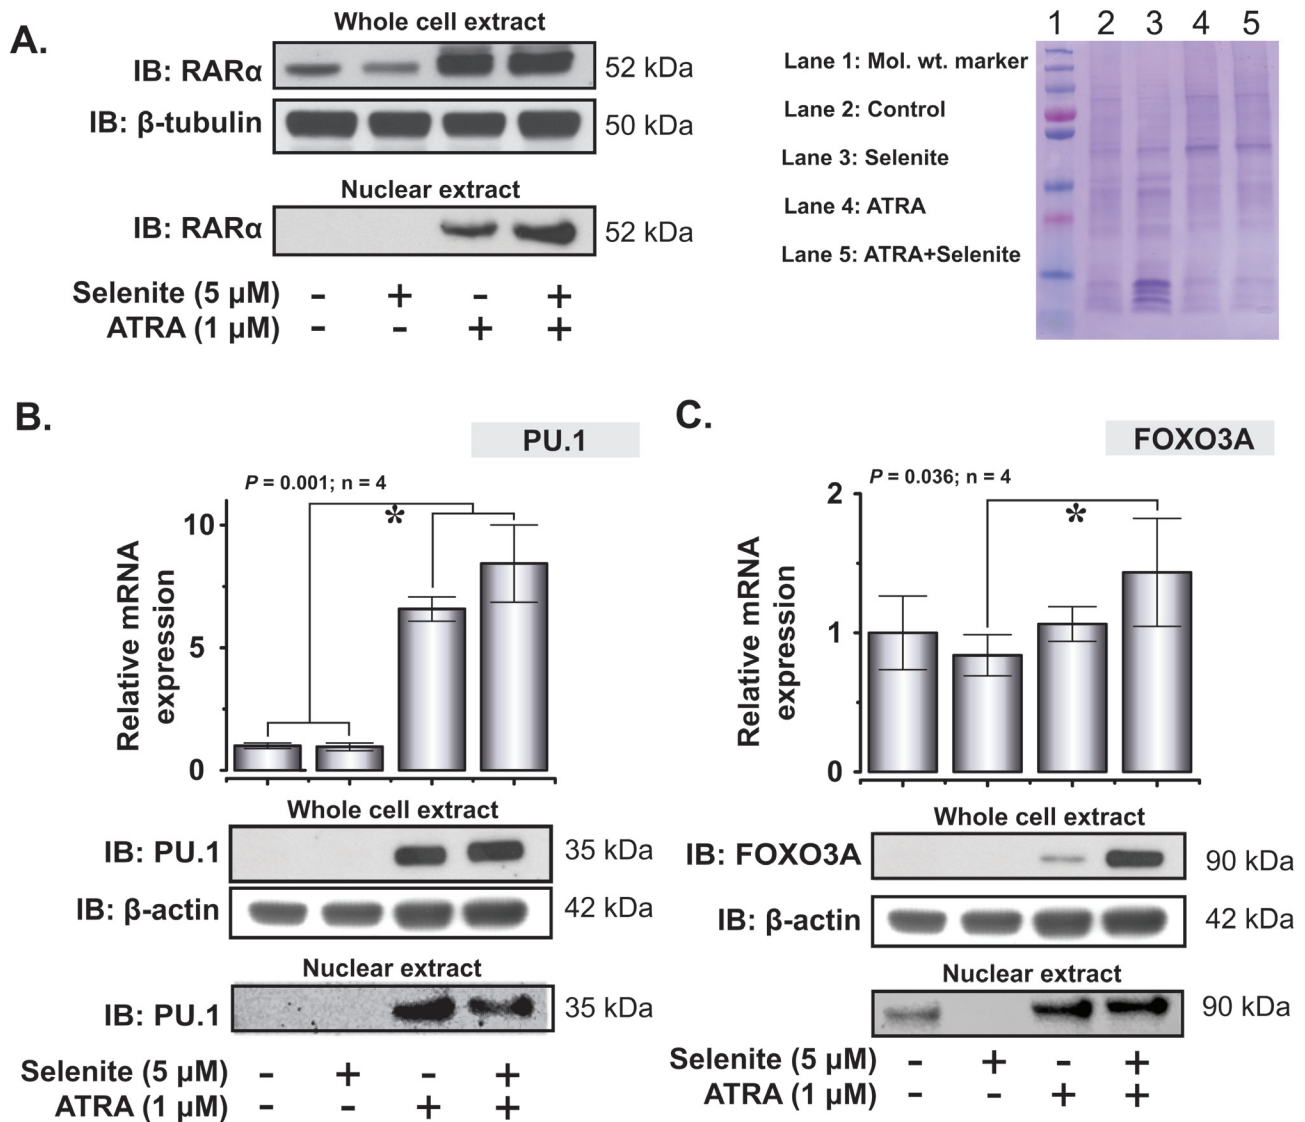 A.
Whole cell extract
IB: RARα
52 kDa
IB: β-tubulin
50 kDa
Nuclear extract
IB: RARα
52 kDa
Selenite (5 µM) - + - +
ATRA (1 µM) - - + +
1 2 3 4 5
Lane 1: Mol. wt. marker
Lane 2: Control
Lane 3: Selenite
Lane 4: ATRA
Lane 5: ATRA+Selenite
B.
PU.1
P = 0.001; n = 4
*
Relative mRNA
expression
10
5
0
Whole cell extract
IB: PU.1
35 kDa
IB: β-actin
42 kDa
Nuclear extract
IB: PU.1
35 kDa
Selenite (5 µM) - + - +
ATRA (1 µM) - - + +
C.
FOXO3A
P = 0.036; n = 4
*
Relative mRNA
expression
2
1
0
Whole cell extract
IB: FOXO3A
90 kDa
IB: β-actin
42 kDa
Nuclear extract
90 kDa
Selenite (5 µM) - + - +
ATRA (1 µM) - - + +